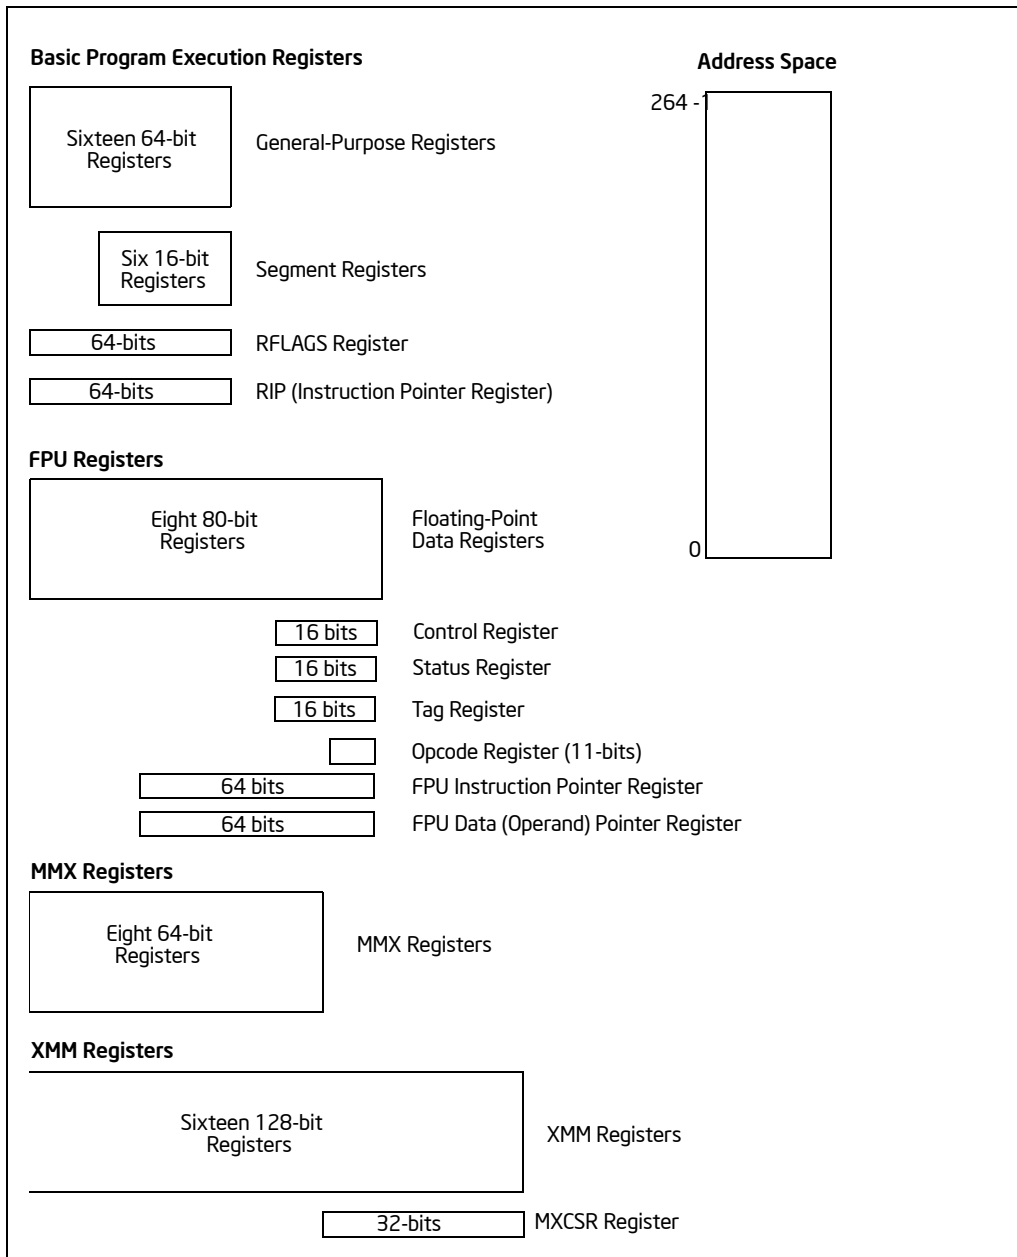 Basic Program Execution Registers
Address Space
264 -1
Sixteen 64-bit
Registers
General-Purpose Registers
Six 16-bit
Registers
Segment Registers
64-bits
RFLAGS Register
64-bits
RIP (Instruction Pointer Register)
FPU Registers
Eight 80-bit
Registers
Floating-Point
Data Registers
0
16 bits
Control Register
16 bits
Status Register
16 bits
Tag Register
Opcode Register (11-bits)
64 bits
FPU Instruction Pointer Register
64 bits
FPU Data (Operand) Pointer Register
MMX Registers
Eight 64-bit
Registers
MMX Registers
XMM Registers
Sixteen 128-bit
Registers
XMM Registers
32-bits
MXCSR Register